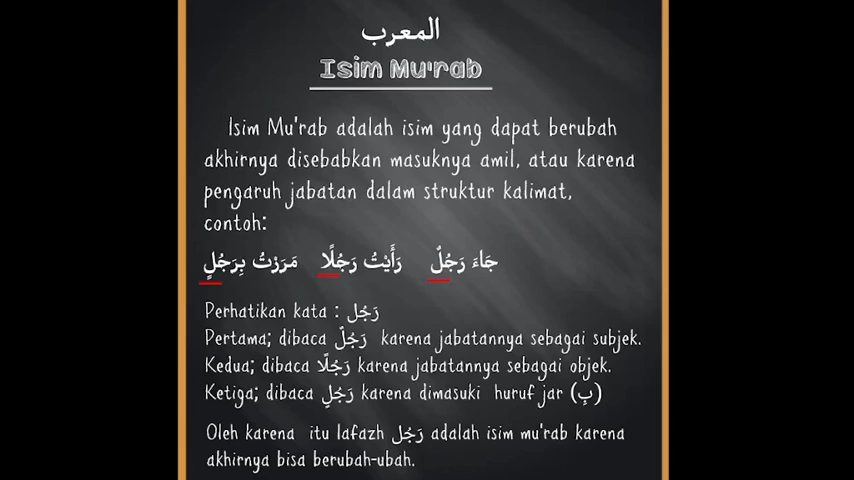 المعرب
Isim Mu'rab
Isim Mu'rab adalah isim yang dapat berubah
akhirnya disebabkan masuknya amil, atau karena
pengaruh jabatan dalam struktur kalimat,
contoh:
جَاءَ رَجُلٌ رَأَيْتُ رَجُلًا مَرَرْتُ بِرَجُلٍ
Perhatikan kata : رَجُل
Pertama; dibaca رَجُلٌ karena jabatannya sebagai subjek.
Kedua; dibaca رَجُلًا karena jabatannya sebagai objek.
Ketiga; dibaca رَجُلٍ karena dimasuki huruf jar (بِ)
Oleh karena itu lafazh رَجُل adalah isim mu'rab karena
akhirnya bisa berubah-ubah.